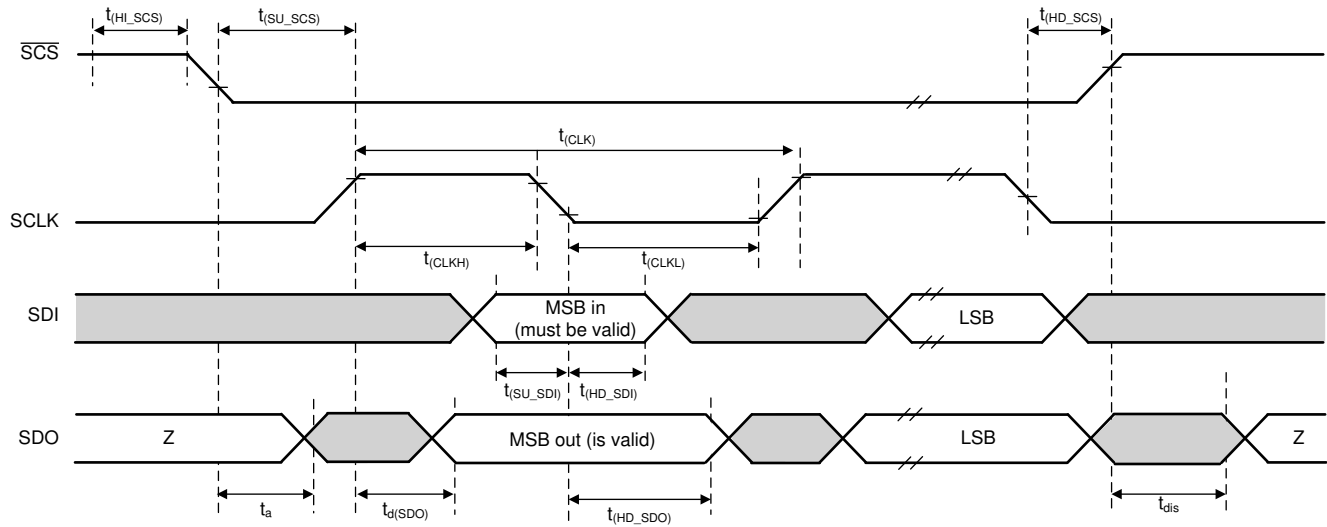 t(HI_SCS) t(SU_SCS) t(HD_SCS)
SCS
t(CLK)
SCLK
t(CLKH) t(CLKL)
SDI MSB in LSB
(must be valid)
t(SU_SDI) t(HD_SDI)
SDO Z MSB out (is valid) LSB Z
ta td(SDO) t(HD_SDO) tdis